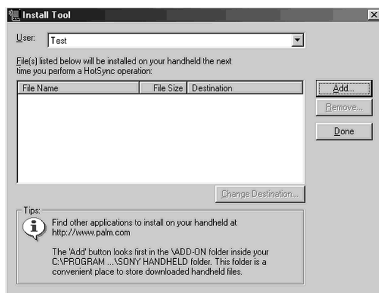 Install Tool
User: Test
File(s) listed below will be installed on your handheld the next
time you perform a HotSync operation:
File Name File Size Destination
Add...
Remove...
Done
Change Destination...
Tips:
Find other applications to install on your handheld at
http://www.palm.com
The 'Add' button looks first in the \ADD-ON folder inside your
C:\PROGRAM ...\SONY HANDHELD folder. This folder is a
convenient place to store downloaded handheld files.